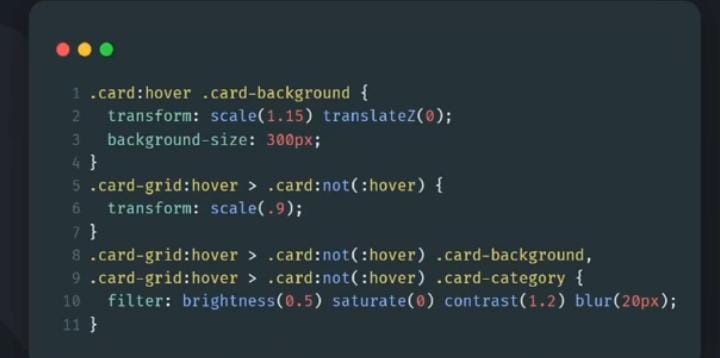 1 .card:hover .card-background {
2   transform: scale(1.15) translateZ(0);
3   background-size: 300px;
4 }
5 .card-grid:hover > .card:not(:hover) {
6   transform: scale(.9);
7 }
8 .card-grid:hover > .card:not(:hover) .card-background,
9 .card-grid:hover > .card:not(:hover) .card-category {
10   filter: brightness(0.5) saturate(0) contrast(1.2) blur(20px);
11 }